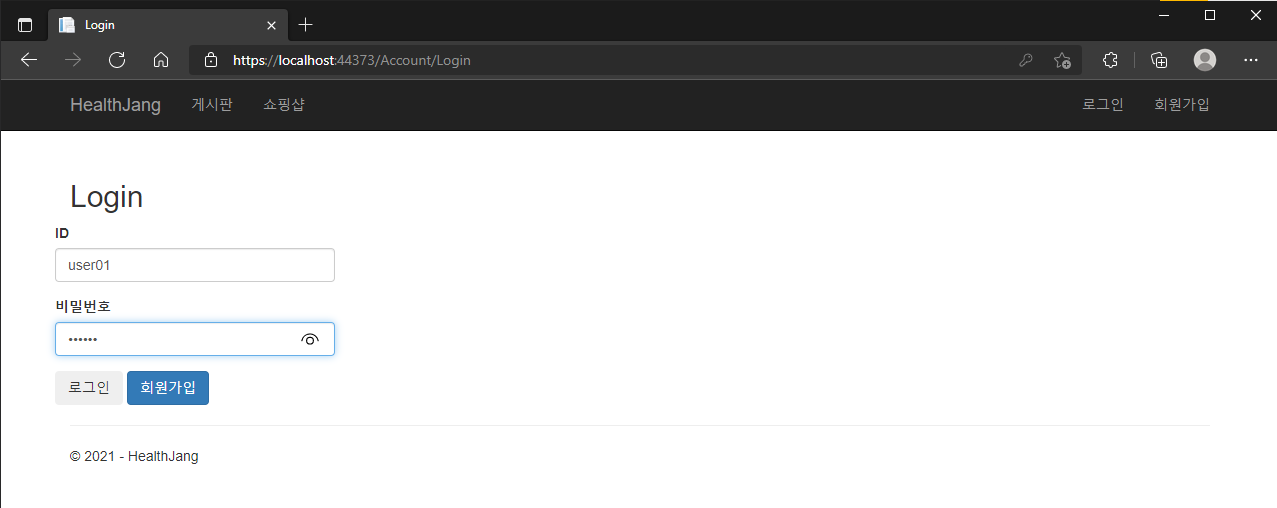 Login
https://localhost:44373/Account/Login
HealthJang 게시판 쇼핑샵 로그인 회원가입
Login
ID
user01
비밀번호
••••••
로그인 회원가입
© 2021 - HealthJang